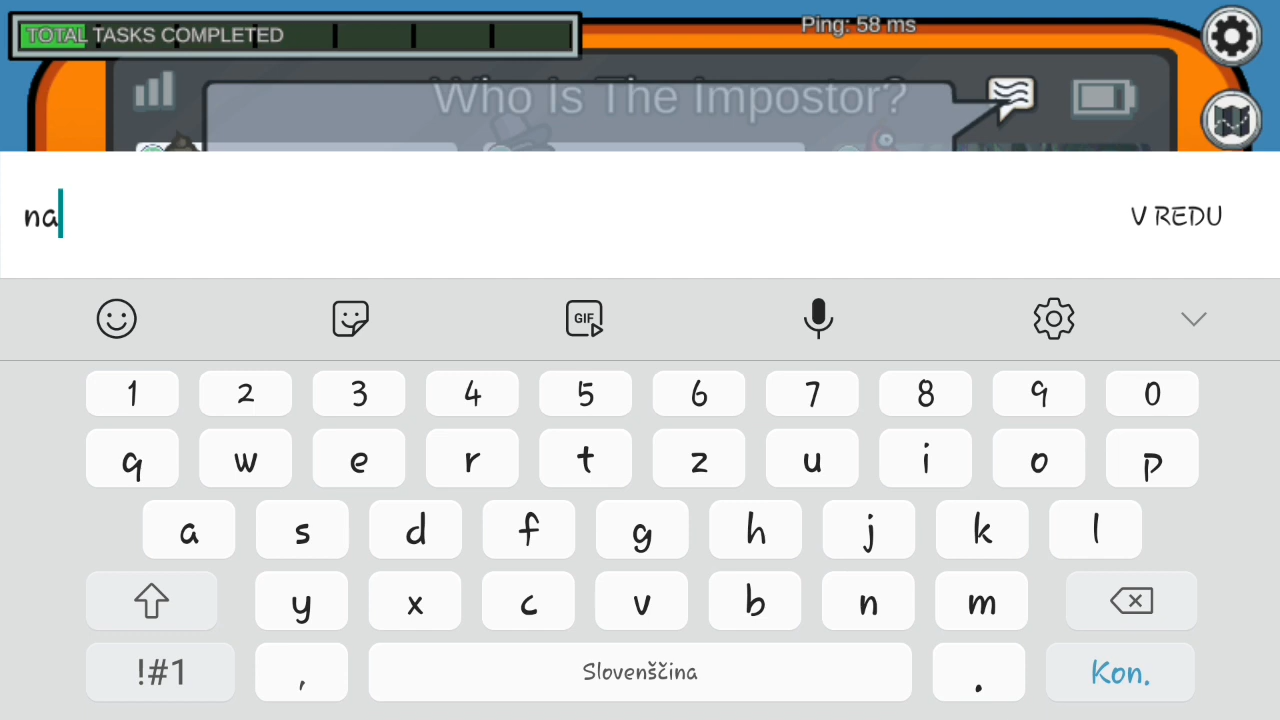 TOTAL TASKS COMPLETED
Ping: 58 ms
Who Is The Impostor?
na
V REDU
GIF
1 2 3 4 5 6 7 8 9 0
q w e r t z u i o p
a s d f g h j k l
y x c v b n m
!#1 , Slovenščina . Kon.